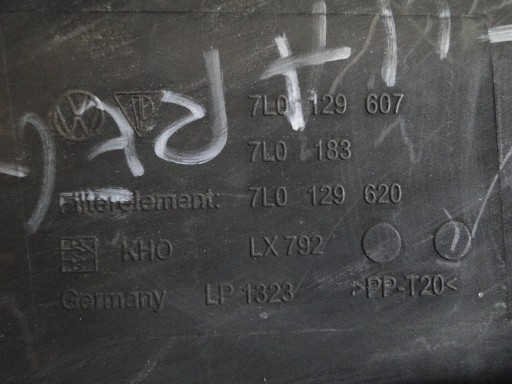 7L0 129 607
7L0 183
Filterelement: 7L0 129 620
KHO LX 792
Germany LP 1323 >PP-T20<